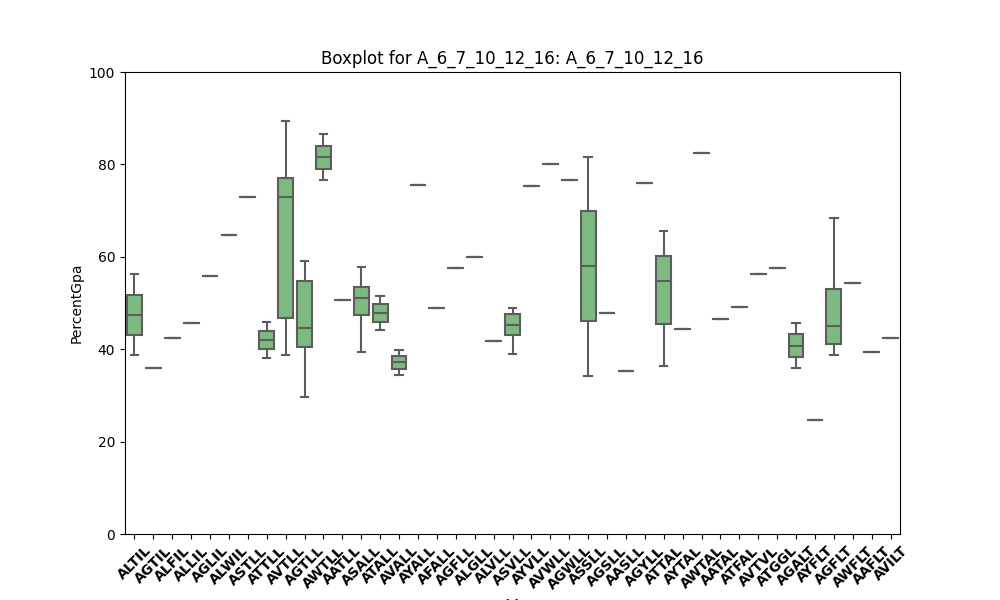 Boxplot for A_6_7_10_12_16: A_6_7_10_12_16
PercentGpa
100
80
60
40
20
0
ALTIL
AGTIL
ALFIL
ALLIL
AGLIL
ALWIL
ASTLL
ATTLL
AVTLL
AGTLL
AWTLL
AATLL
ASALL
ATALL
AVALL
AYALL
AFALL
AGFLL
ALGLL
ALVLL
ASVLL
AYVLL
AVWLL
AGWLL
ASSLL
AGSLL
AASLL
AGYLL
ATTAL
AYTAL
AWTAL
AATAL
ATFAL
AVTVL
ATGGL
AGALT
AYFLT
AGFLT
AWFLT
AAFLT
AVILT